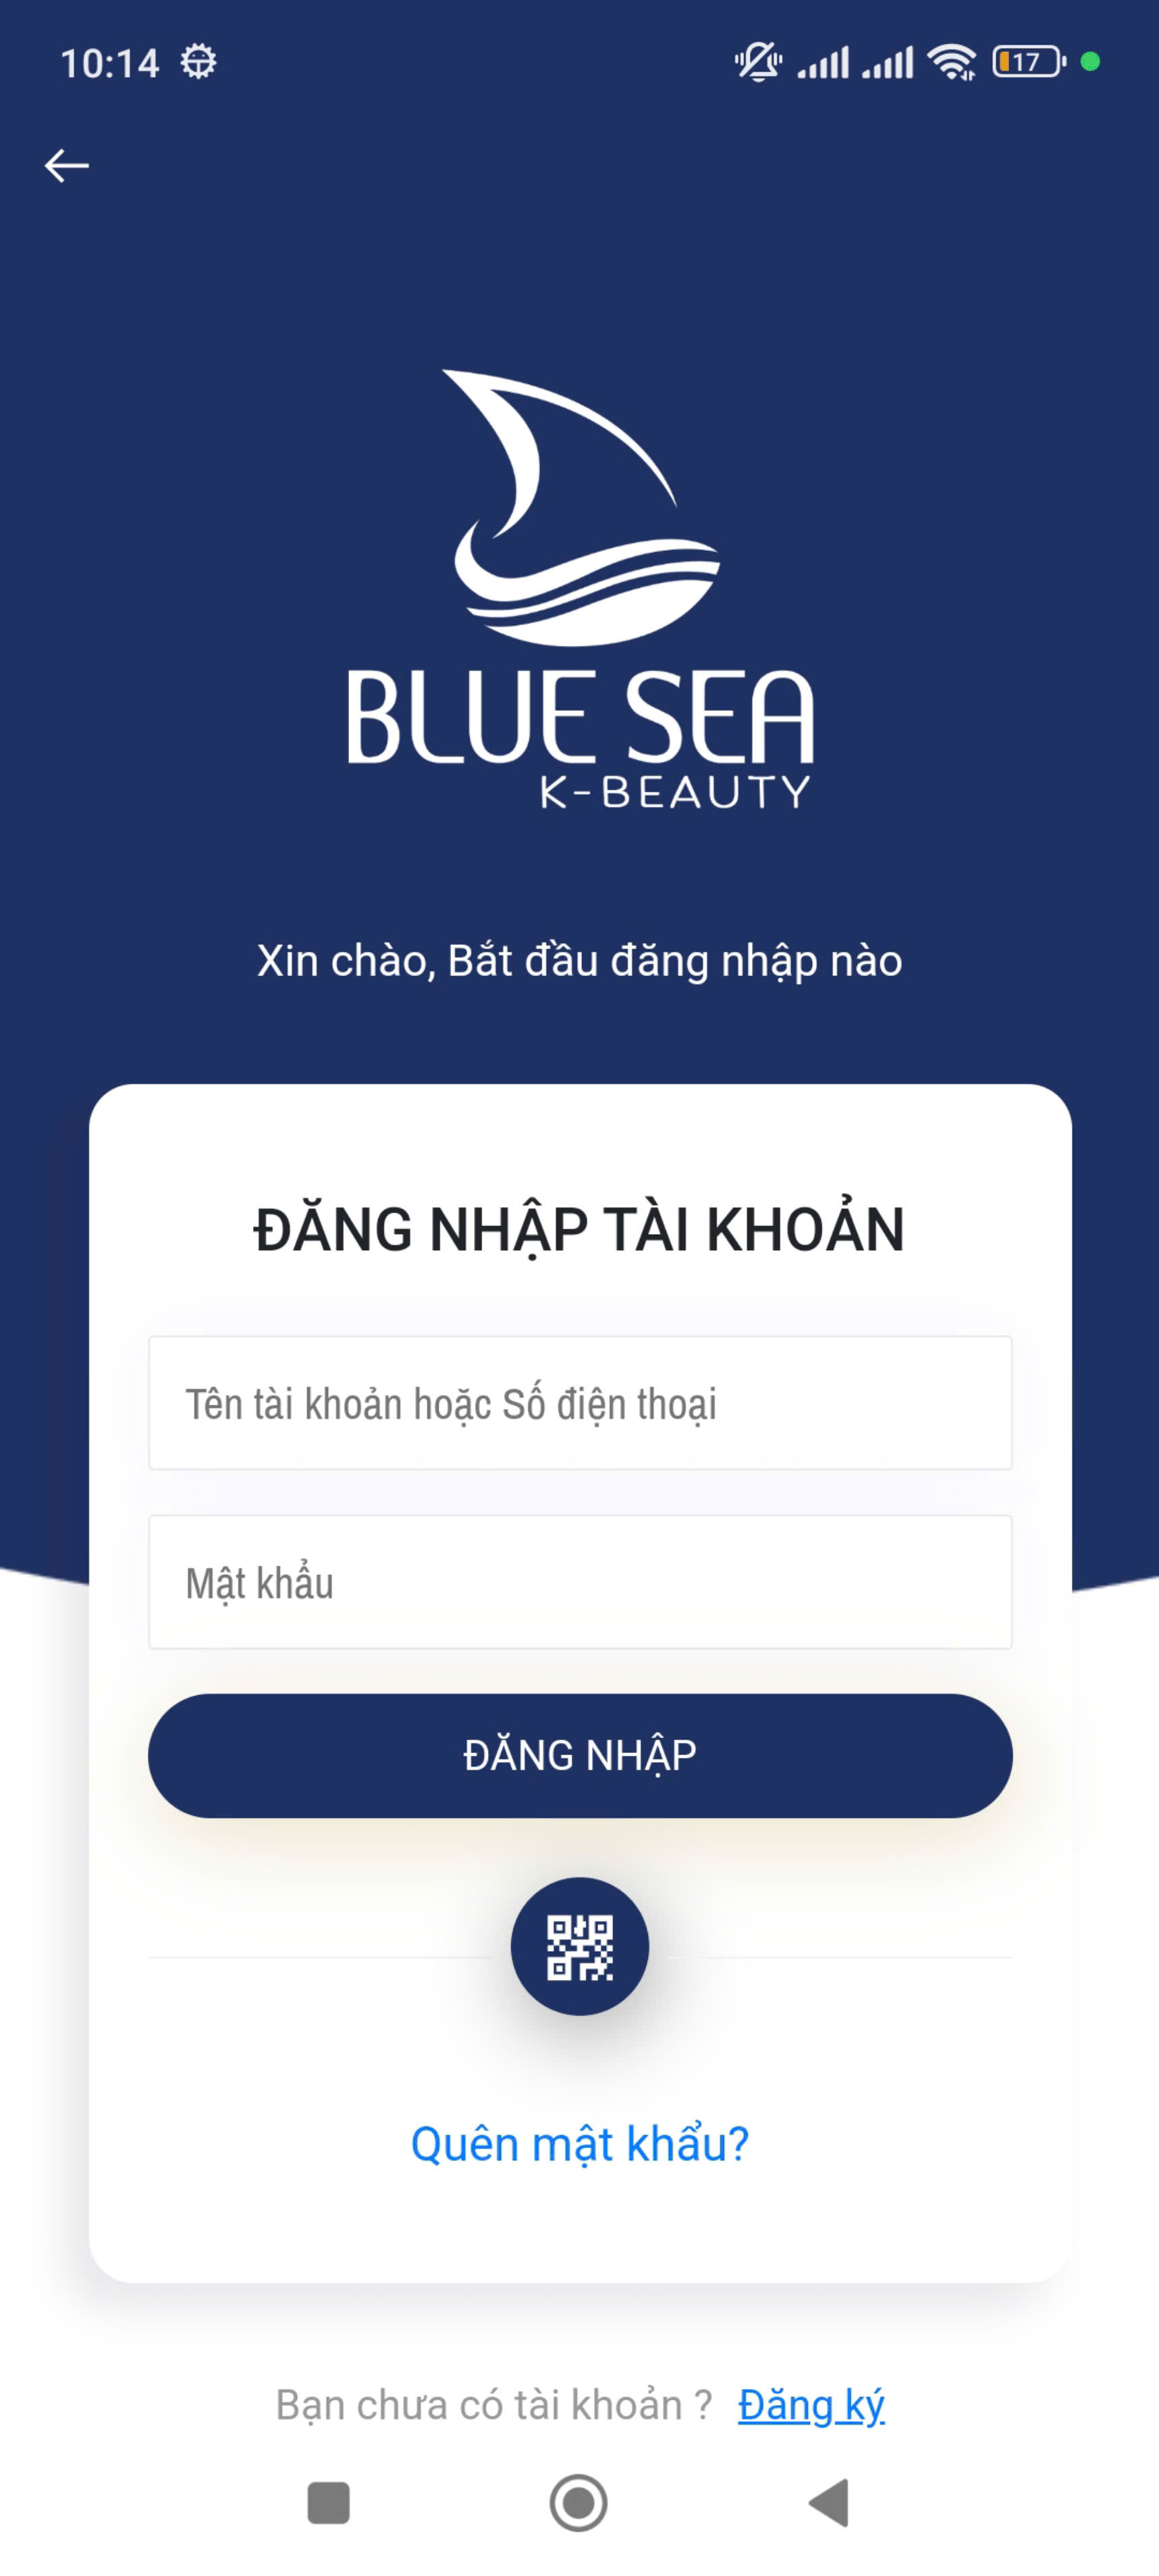 10:14
17
BLUE SEA
K-BEAUTY
Xin chào, Bắt đầu đăng nhập nào
ĐĂNG NHẬP TÀI KHOẢN
Tên tài khoản hoặc Số điện thoại
Mật khẩu
ĐĂNG NHẬP
Quên mật khẩu?
Bạn chưa có tài khoản ? Đăng ký